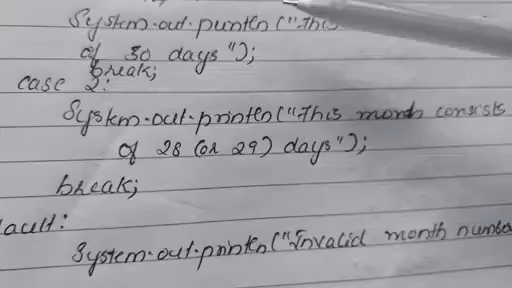 System.out.println("This
of 30 days");
break;
case 2:
System.out.println("This month consists
of 28 (or 29) days");
break;
ault:
System.out.println("Invalid month number